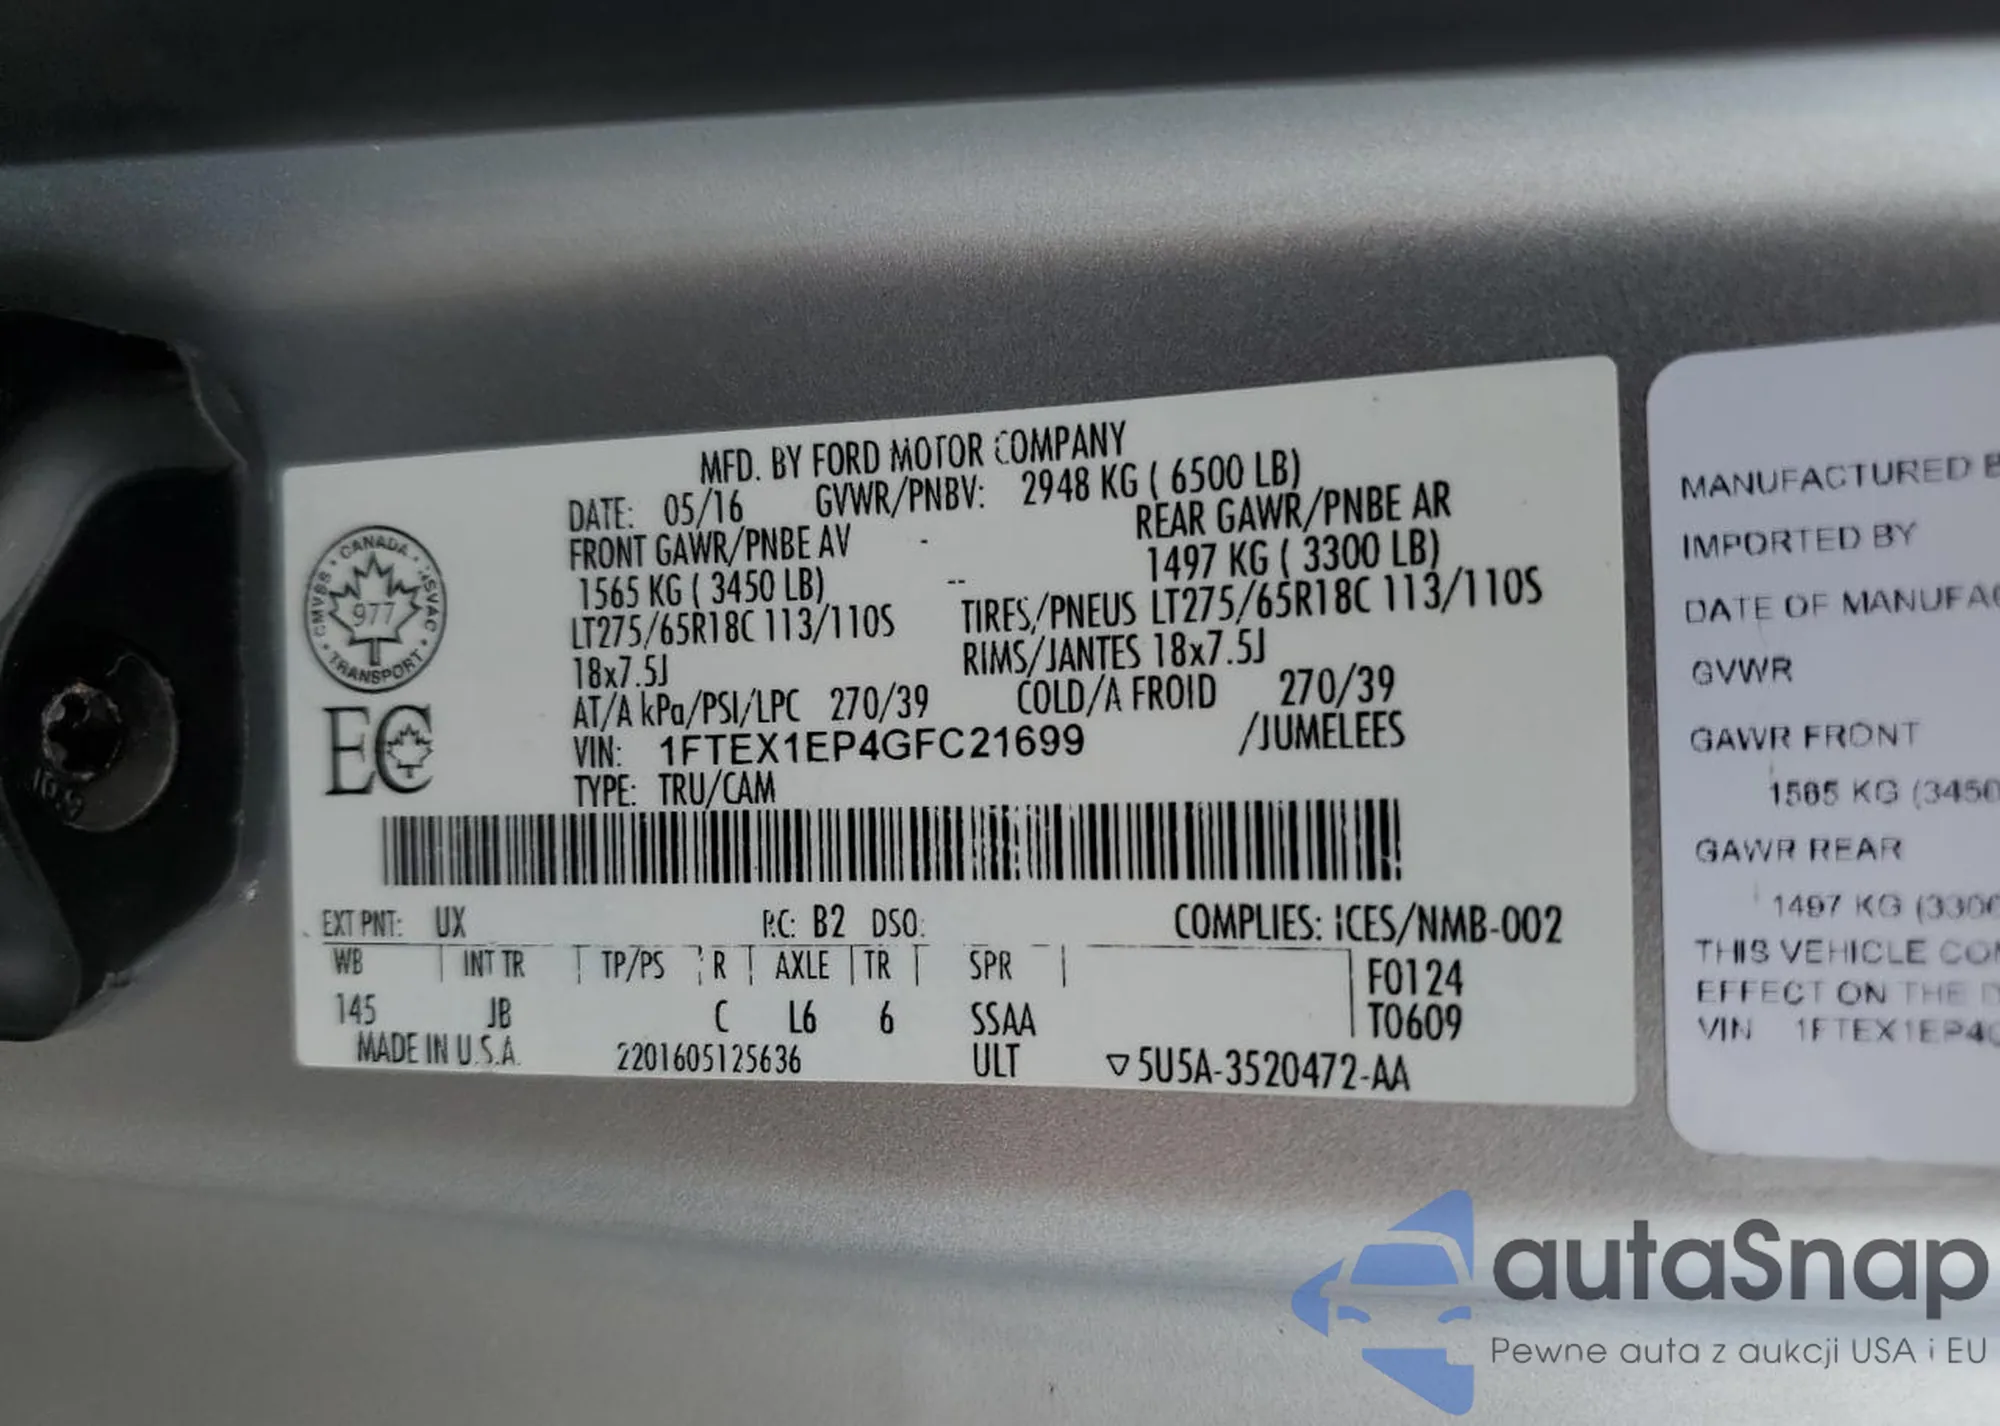 MFD. BY FORD MOTOR COMPANY
DATE: 05/16 GVWR/PNBV: 2948 KG ( 6500 LB)
FRONT GAWR/PNBE AV - REAR GAWR/PNBE AR
1565 KG ( 3450 LB) -- 1497 KG ( 3300 LB)
LT275/65R18C 113/110S TIRES/PNEUS LT275/65R18C 113/110S
18x7.5J RIMS/JANTES 18x7.5J
AT/A kPa/PSI/LPC 270/39 COLD/A FROID 270/39
VIN: 1FTEX1EP4GFC21699 /JUMELEES
TYPE: TRU/CAM
CANADA
CMVSS NSVAC
977
TRANSPORT
EC
EXT PNT: UX RC: B2 DSO: COMPLIES: ICES/NMB-002
WB INT TR TP/PS R AXLE TR SPR F0124
145 JB C L6 6 SSAA T0609
MADE IN U.S.A. 2201605125636 ULT ▽5U5A-3520472-AA
MANUFACTURED B
IMPORTED BY
DATE OF MANUFAC
GVWR
GAWR FRONT
1565 KG (3450
GAWR REAR
1497 KG (3300
THIS VEHICLE CON
EFFECT ON THE D
VIN 1FTEX1EP4G
autaSnap
Pewne auta z aukcji USA i EU